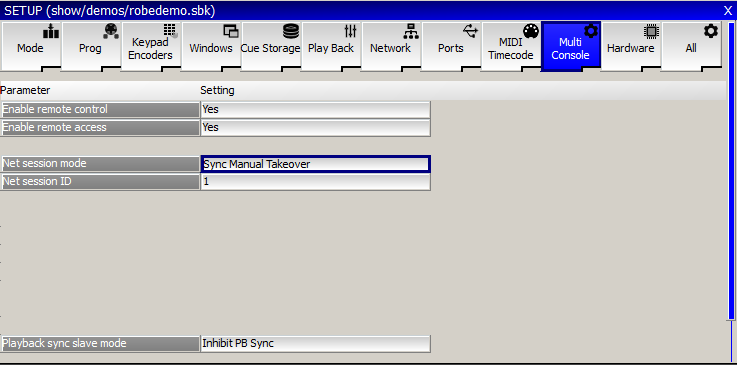 SETUP (show/demos/robedemo.sbk) X
Mode
Prog
Keypad
Encoders
Windows
Cue Storage
Play Back
Network
Ports
MIDI
Timecode
Multi
Console
Hardware
All
Parameter Setting
Enable remote control Yes
Enable remote access Yes
Net session mode Sync Manual Takeover
Net session ID 1
Playback sync slave mode Inhibit PB Sync